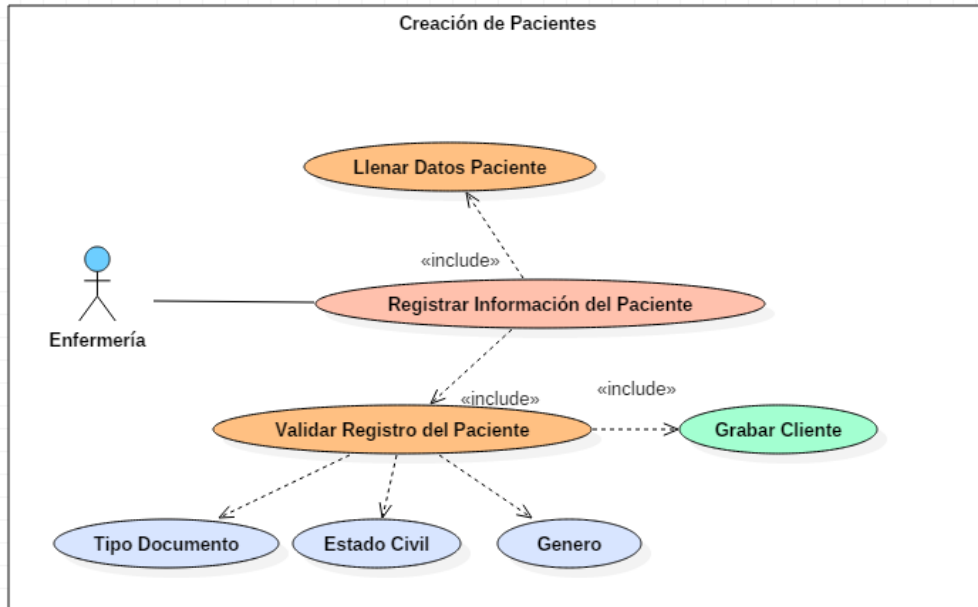 Creación de Pacientes
Llenar Datos Paciente
«include»
Registrar Información del Paciente
Enfermería
«include»
«include»
Validar Registro del Paciente
Grabar Cliente
Tipo Documento
Estado Civil
Genero